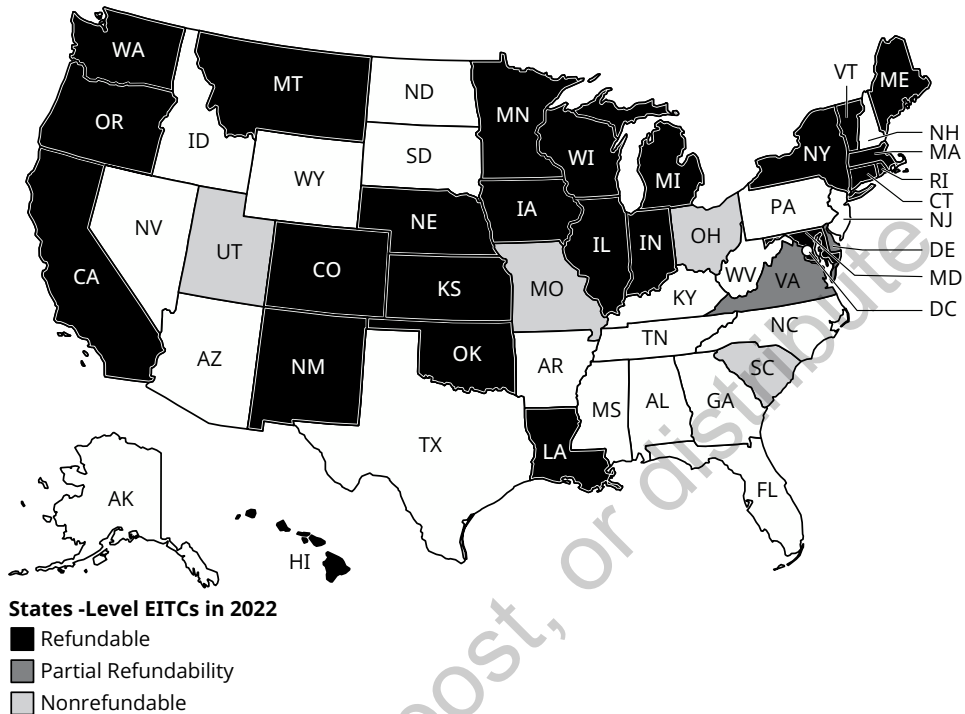 WA
MT
ND
MN
VT
ME
OR
ID
SD
WI
MI
NY
NH
MA
RI
CT
NJ
DE
MD
DC
WY
NE
IA
PA
NV
UT
CO
KS
MO
IL
IN
OH
WV
VA
KY
CA
AZ
NM
OK
AR
TN
NC
SC
MS
AL
GA
LA
TX
FL
AK
HI
post, or distribute
States -Level EITCs in 2022
Refundable
Partial Refundability
Nonrefundable